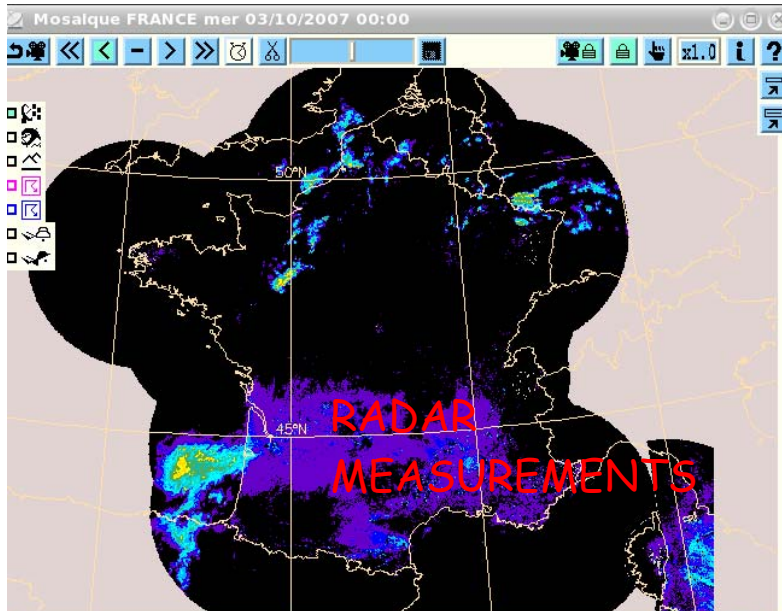 Mosaïque FRANCE mer 03/10/2007 00:00
x1.0 i ?
50°N
45°N
RADAR
MEASUREMENTS